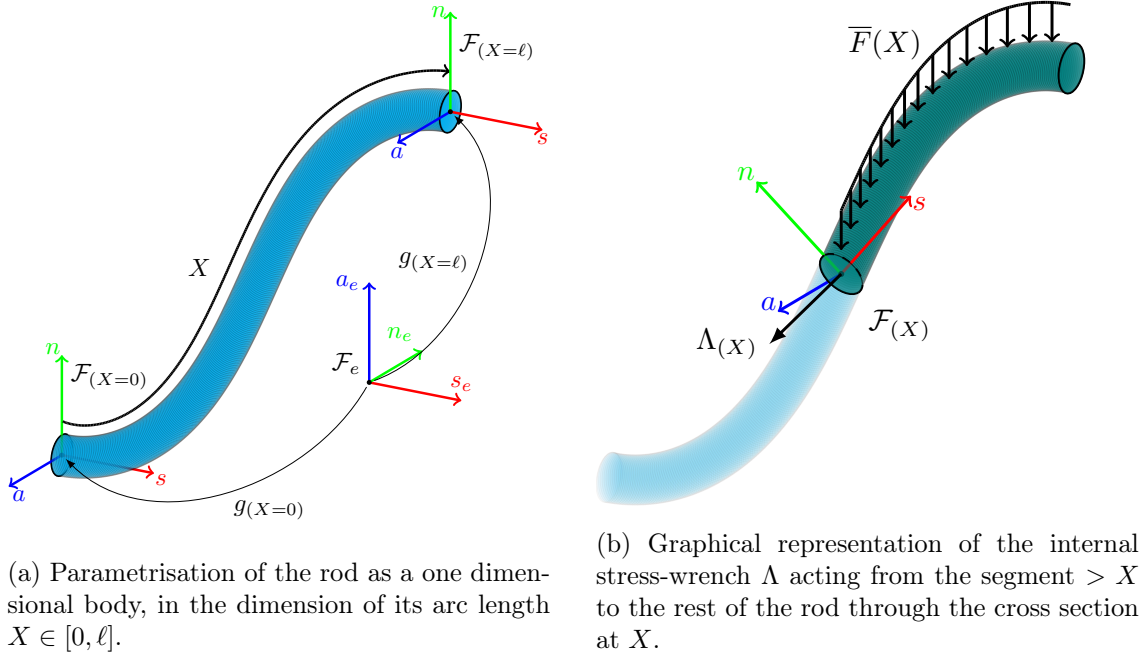 n
𝓕(X=ℓ)
s
a
X
g(X=ℓ)
a_e
n_e
𝓕_e
s_e
n
𝓕(X=0)
s
a
g(X=0)
(a) Parametrisation of the rod as a one dimen-
sional body, in the dimension of its arc length
X ∈ [0, ℓ].
F̅(X)
n
s
a
𝓕(X)
Λ(X)
(b) Graphical representation of the internal
stress-wrench Λ acting from the segment > X
to the rest of the rod through the cross section
at X.